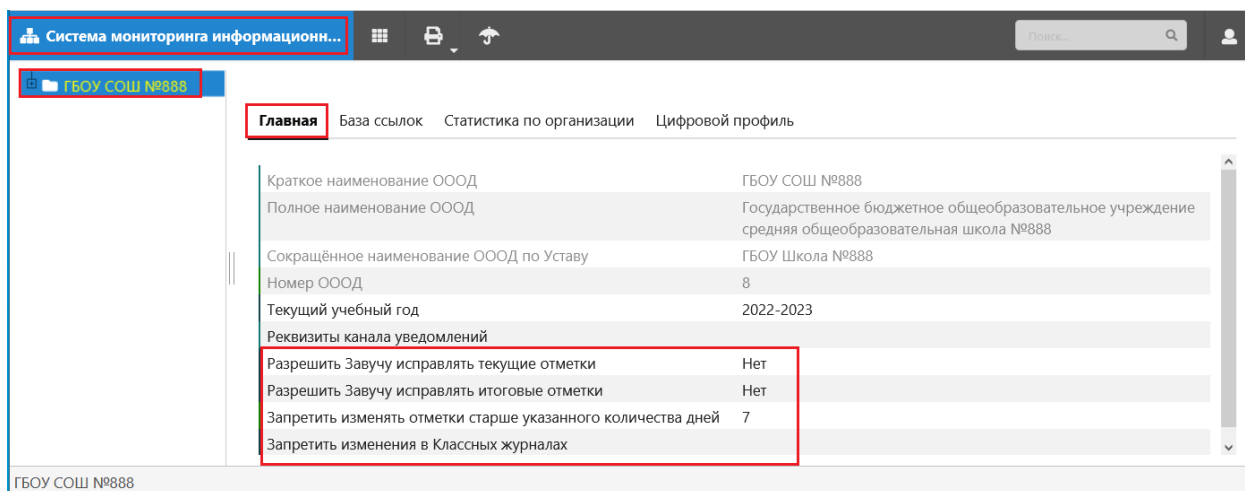 Система мониторинга информационн...
Поиск...
ГБОУ СОШ №888
Главная База ссылок Статистика по организации Цифровой профиль
Краткое наименование ОООД ГБОУ СОШ №888
Полное наименование ОООД Государственное бюджетное общеобразовательное учреждение
средняя общеобразовательная школа №888
Сокращённое наименование ОООД по Уставу ГБОУ Школа №888
Номер ОООД 8
Текущий учебный год 2022-2023
Реквизиты канала уведомлений
Разрешить Завучу исправлять текущие отметки Нет
Разрешить Завучу исправлять итоговые отметки Нет
Запретить изменять отметки старше указанного количества дней 7
Запретить изменения в Классных журналах
ГБОУ СОШ №888